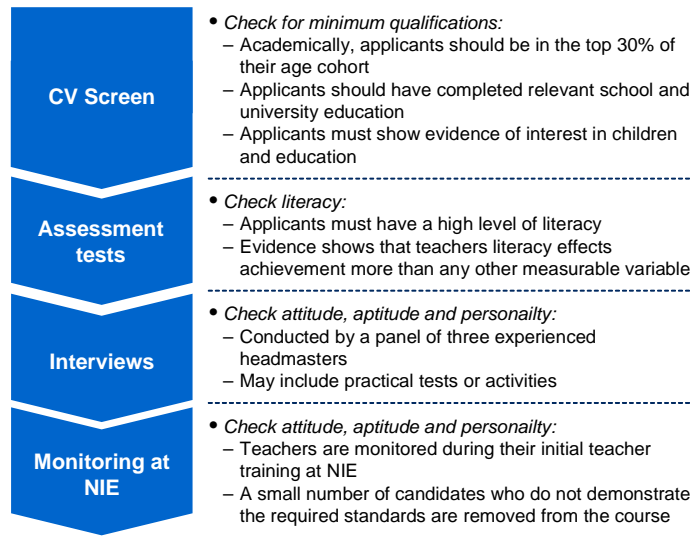 CV Screen
• Check for minimum qualifications:
– Academically, applicants should be in the top 30% of
their age cohort
– Applicants should have completed relevant school and
university education
– Applicants must show evidence of interest in children
and education
Assessment
tests
• Check literacy:
– Applicants must have a high level of literacy
– Evidence shows that teachers literacy effects
achievement more than any other measurable variable
Interviews
• Check attitude, aptitude and personailty:
– Conducted by a panel of three experienced
headmasters
– May include practical tests or activities
Monitoring at
NIE
• Check attitude, aptitude and personailty:
– Teachers are monitored during their initial teacher
training at NIE
– A small number of candidates who do not demonstrate
the required standards are removed from the course